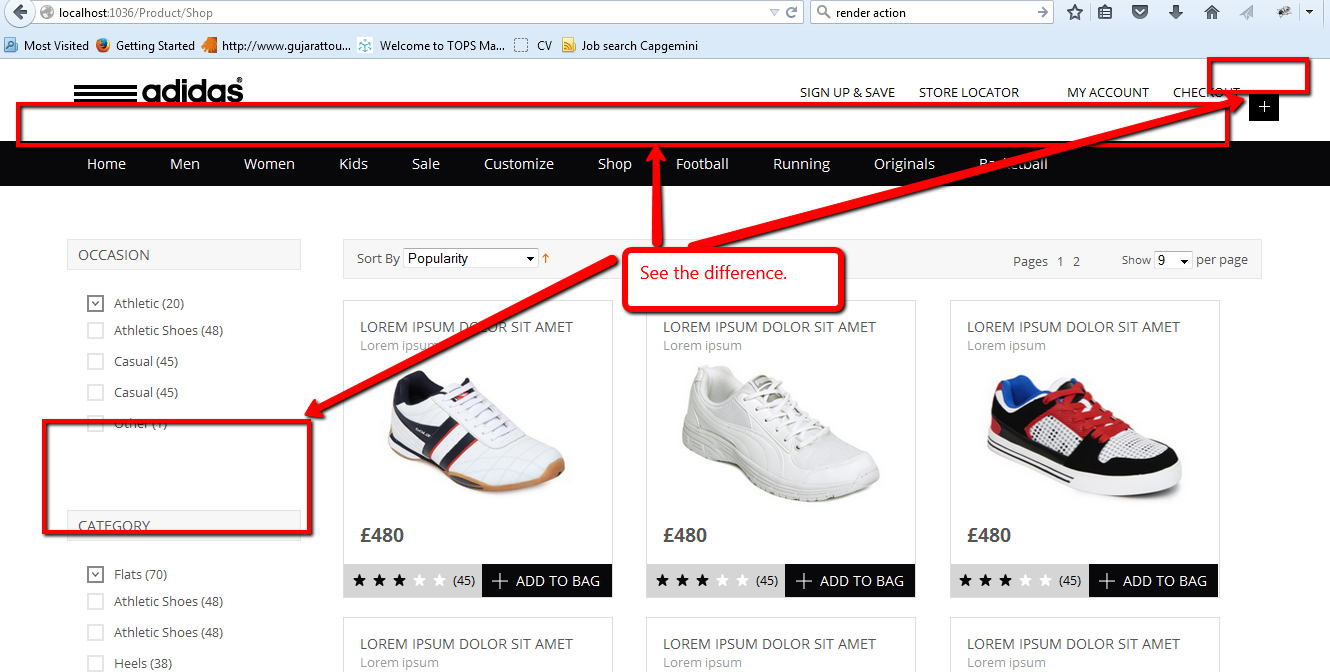 localhost:1036/Product/Shop render action
Most Visited Getting Started http://www.gujarattou... Welcome to TOPS Ma... CV Job search Capgemini
adidas®
SIGN UP & SAVE STORE LOCATOR MY ACCOUNT CHECKOUT
+
Home Men Women Kids Sale Customize Shop Football Running Originals Basketball
OCCASION
Athletic (20)
Athletic Shoes (48)
Casual (45)
Casual (45)
Other (1)
CATEGORY
Flats (70)
Athletic Shoes (48)
Athletic Shoes (48)
Heels (38)
Sort By Popularity ↑ Pages 1 2 Show 9 per page
See the difference.
LOREM IPSUM DOLOR SIT AMET LOREM IPSUM DOLOR SIT AMET LOREM IPSUM DOLOR SIT AMET
Lorem ipsum Lorem ipsum Lorem ipsum
£480 £480 £480
★★★★★ (45) + ADD TO BAG ★★★★★ (45) + ADD TO BAG ★★★★★ (45) + ADD TO BAG
LOREM IPSUM DOLOR SIT AMET LOREM IPSUM DOLOR SIT AMET LOREM IPSUM DOLOR SIT AMET
Lorem ipsum Lorem ipsum Lorem ipsum